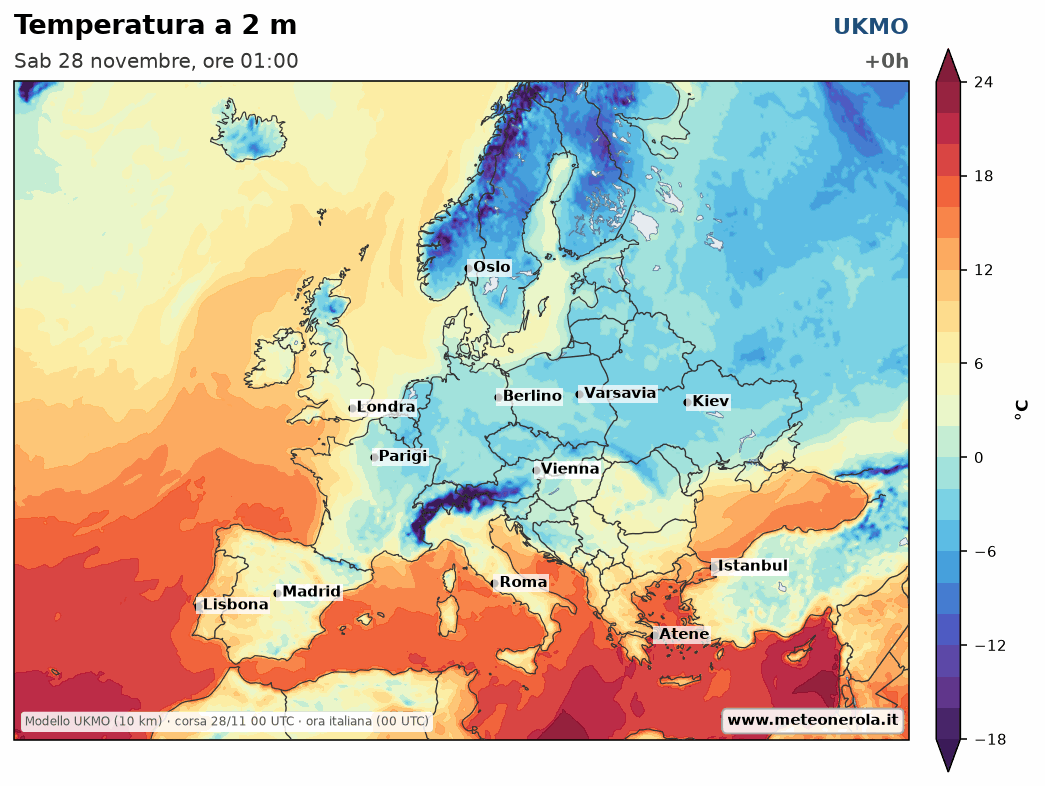 Temperatura a 2 m
UKMO
Sab 28 novembre, ore 01:00
+0h
24
18
12
6
0
−6
−12
−18
°C
Oslo
Londra
Berlino
Varsavia
Kiev
Parigi
Vienna
Istanbul
Madrid
Roma
Lisbona
Atene
Modello UKMO (10 km) · corsa 28/11 00 UTC · ora italiana (00 UTC)
www.meteonerola.it